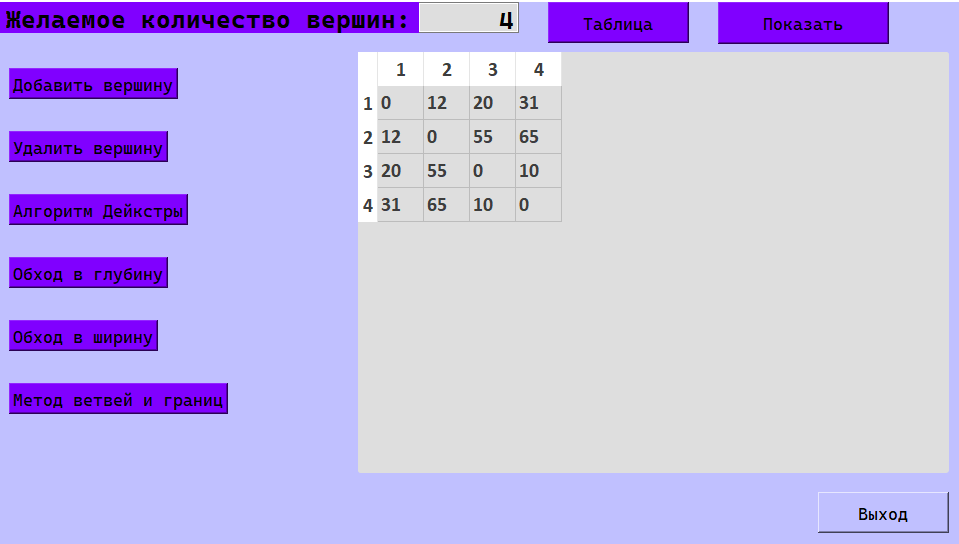 Желаемое количество вершин: 4 Таблица Показать
Добавить вершину
Удалить вершину
Алгоритм Дейкстры
Обход в глубину
Обход в ширину
Метод ветвей и границ
1 2 3 4
1 0 12 20 31
2 12 0 55 65
3 20 55 0 10
4 31 65 10 0
Выход